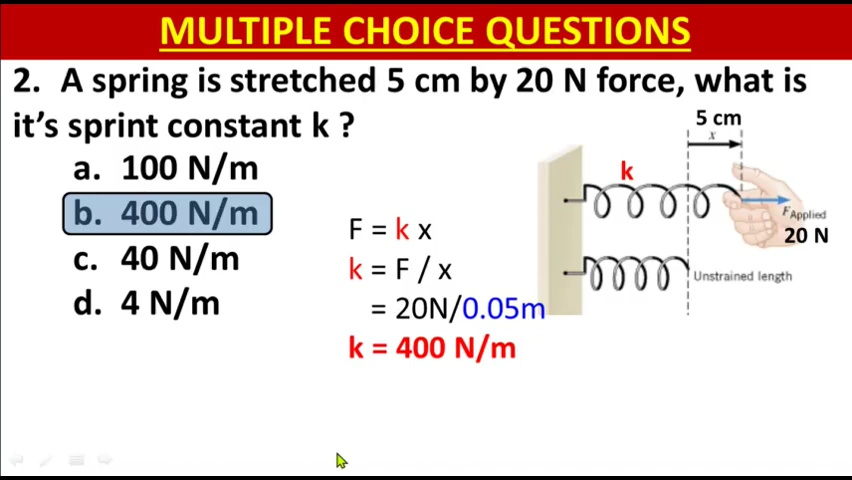 MULTIPLE CHOICE QUESTIONS
2. A spring is stretched 5 cm by 20 N force, what is
it's sprint constant k ?
a. 100 N/m
b. 400 N/m
c. 40 N/m
d. 4 N/m
F = k x
k = F / x
= 20N/0.05m
k = 400 N/m
5 cm
x
k
F Applied
20 N
Unstrained length